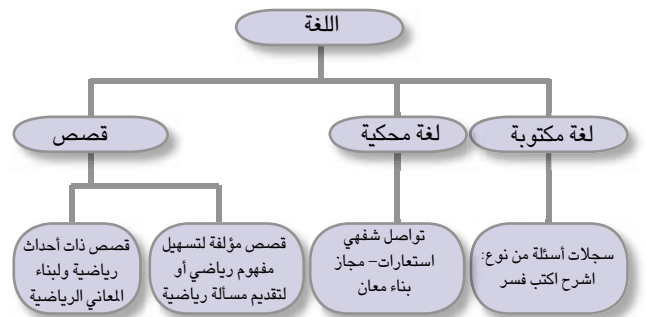 اللغة
لغة مكتوبة
لغة محكية
قصص
سجلات أسئلة من نوع:
اشرح اكتب فسر
تواصل شفهي
استعارات– مجاز
بناء معان
قصص مؤلفة لتسهيل
مفهوم رياضي أو
لتقديم مسألة رياضية
قصص ذات أحداث
رياضية ولبناء
المعاني الرياضية